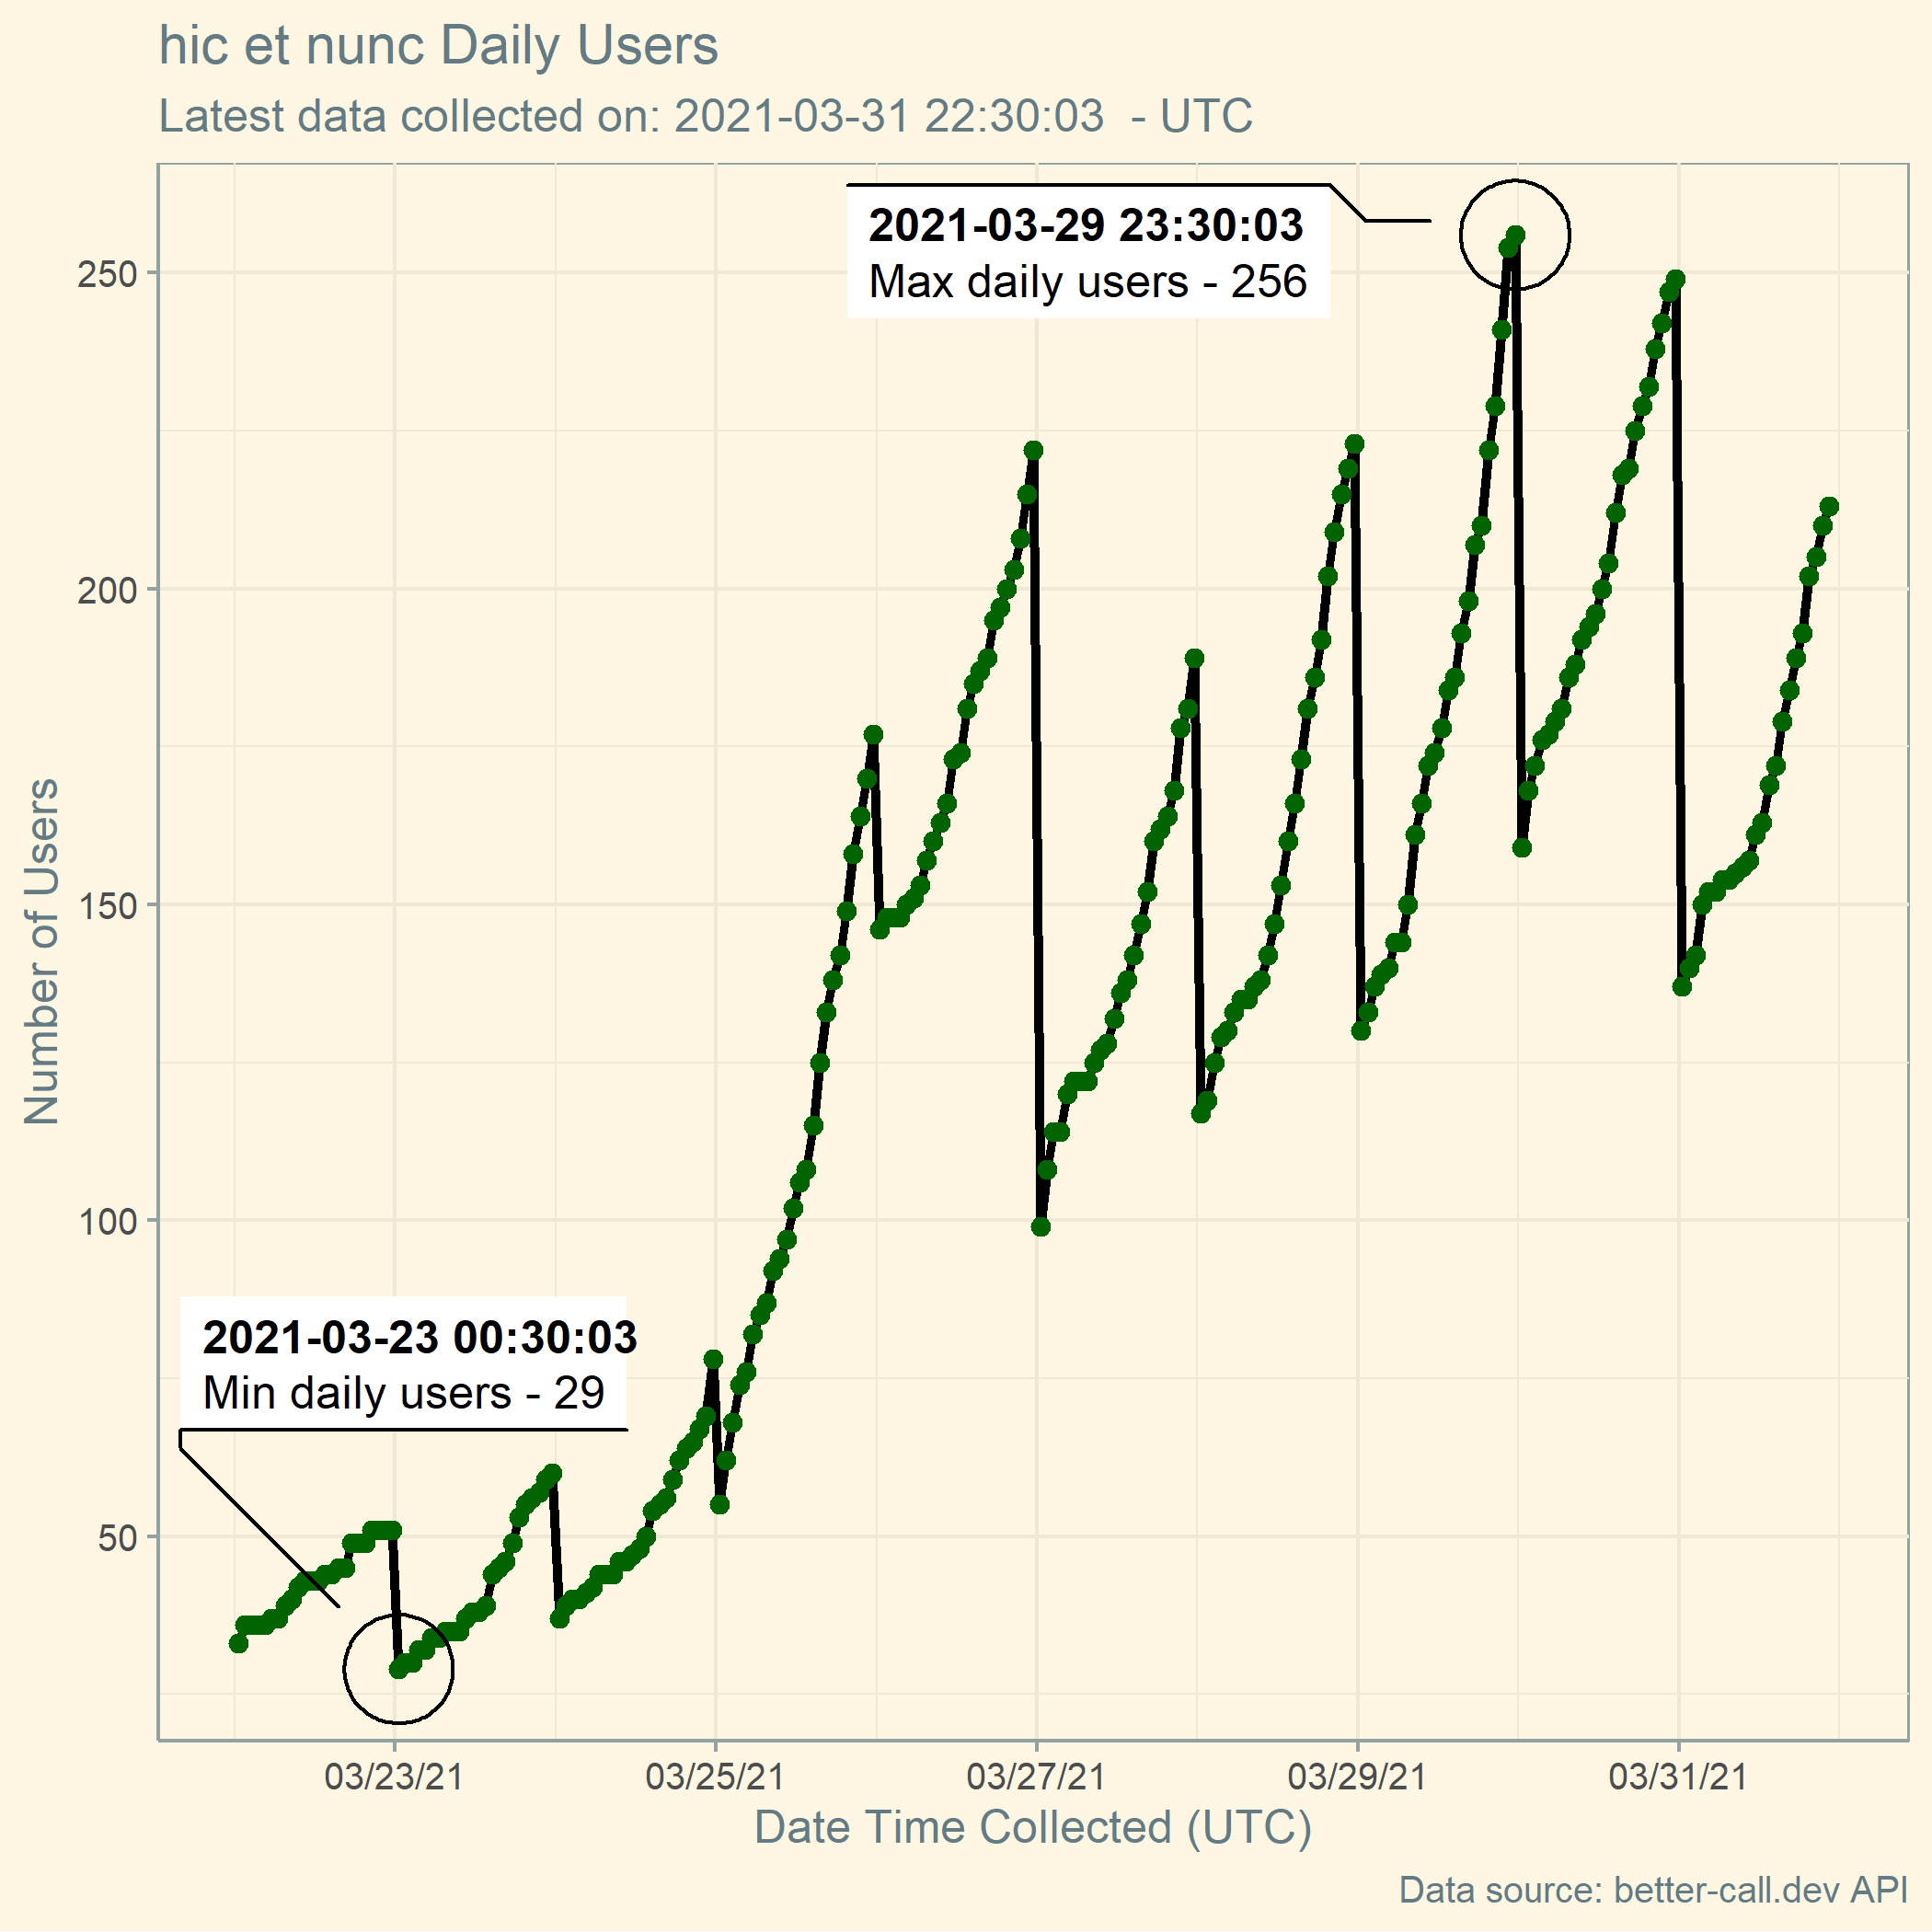 hic et nunc Daily Users
Latest data collected on: 2021-03-31 22:30:03  - UTC
2021-03-29 23:30:03
Max daily users - 256
250
200
150
100
50
Number of Users
2021-03-23 00:30:03
Min daily users - 29
03/23/21
03/25/21
03/27/21
03/29/21
03/31/21
Date Time Collected (UTC)
Data source: better-call.dev API